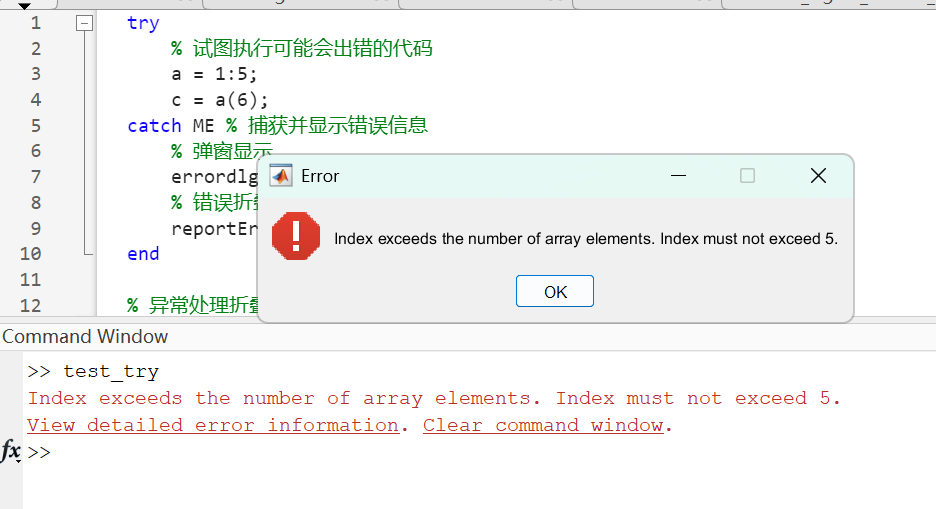 1 try
2 % 试图执行可能会出错的代码
3 a = 1:5;
4 c = a(6);
5 catch ME % 捕获并显示错误信息
6 % 弹窗显示
7 errordlg
8 % 错误折
9 reportEr
10 end
11
12 % 异常处理折
Error
Index exceeds the number of array elements. Index must not exceed 5.
OK
Command Window
>> test_try
Index exceeds the number of array elements. Index must not exceed 5.
View detailed error information. Clear command window.
fx >>